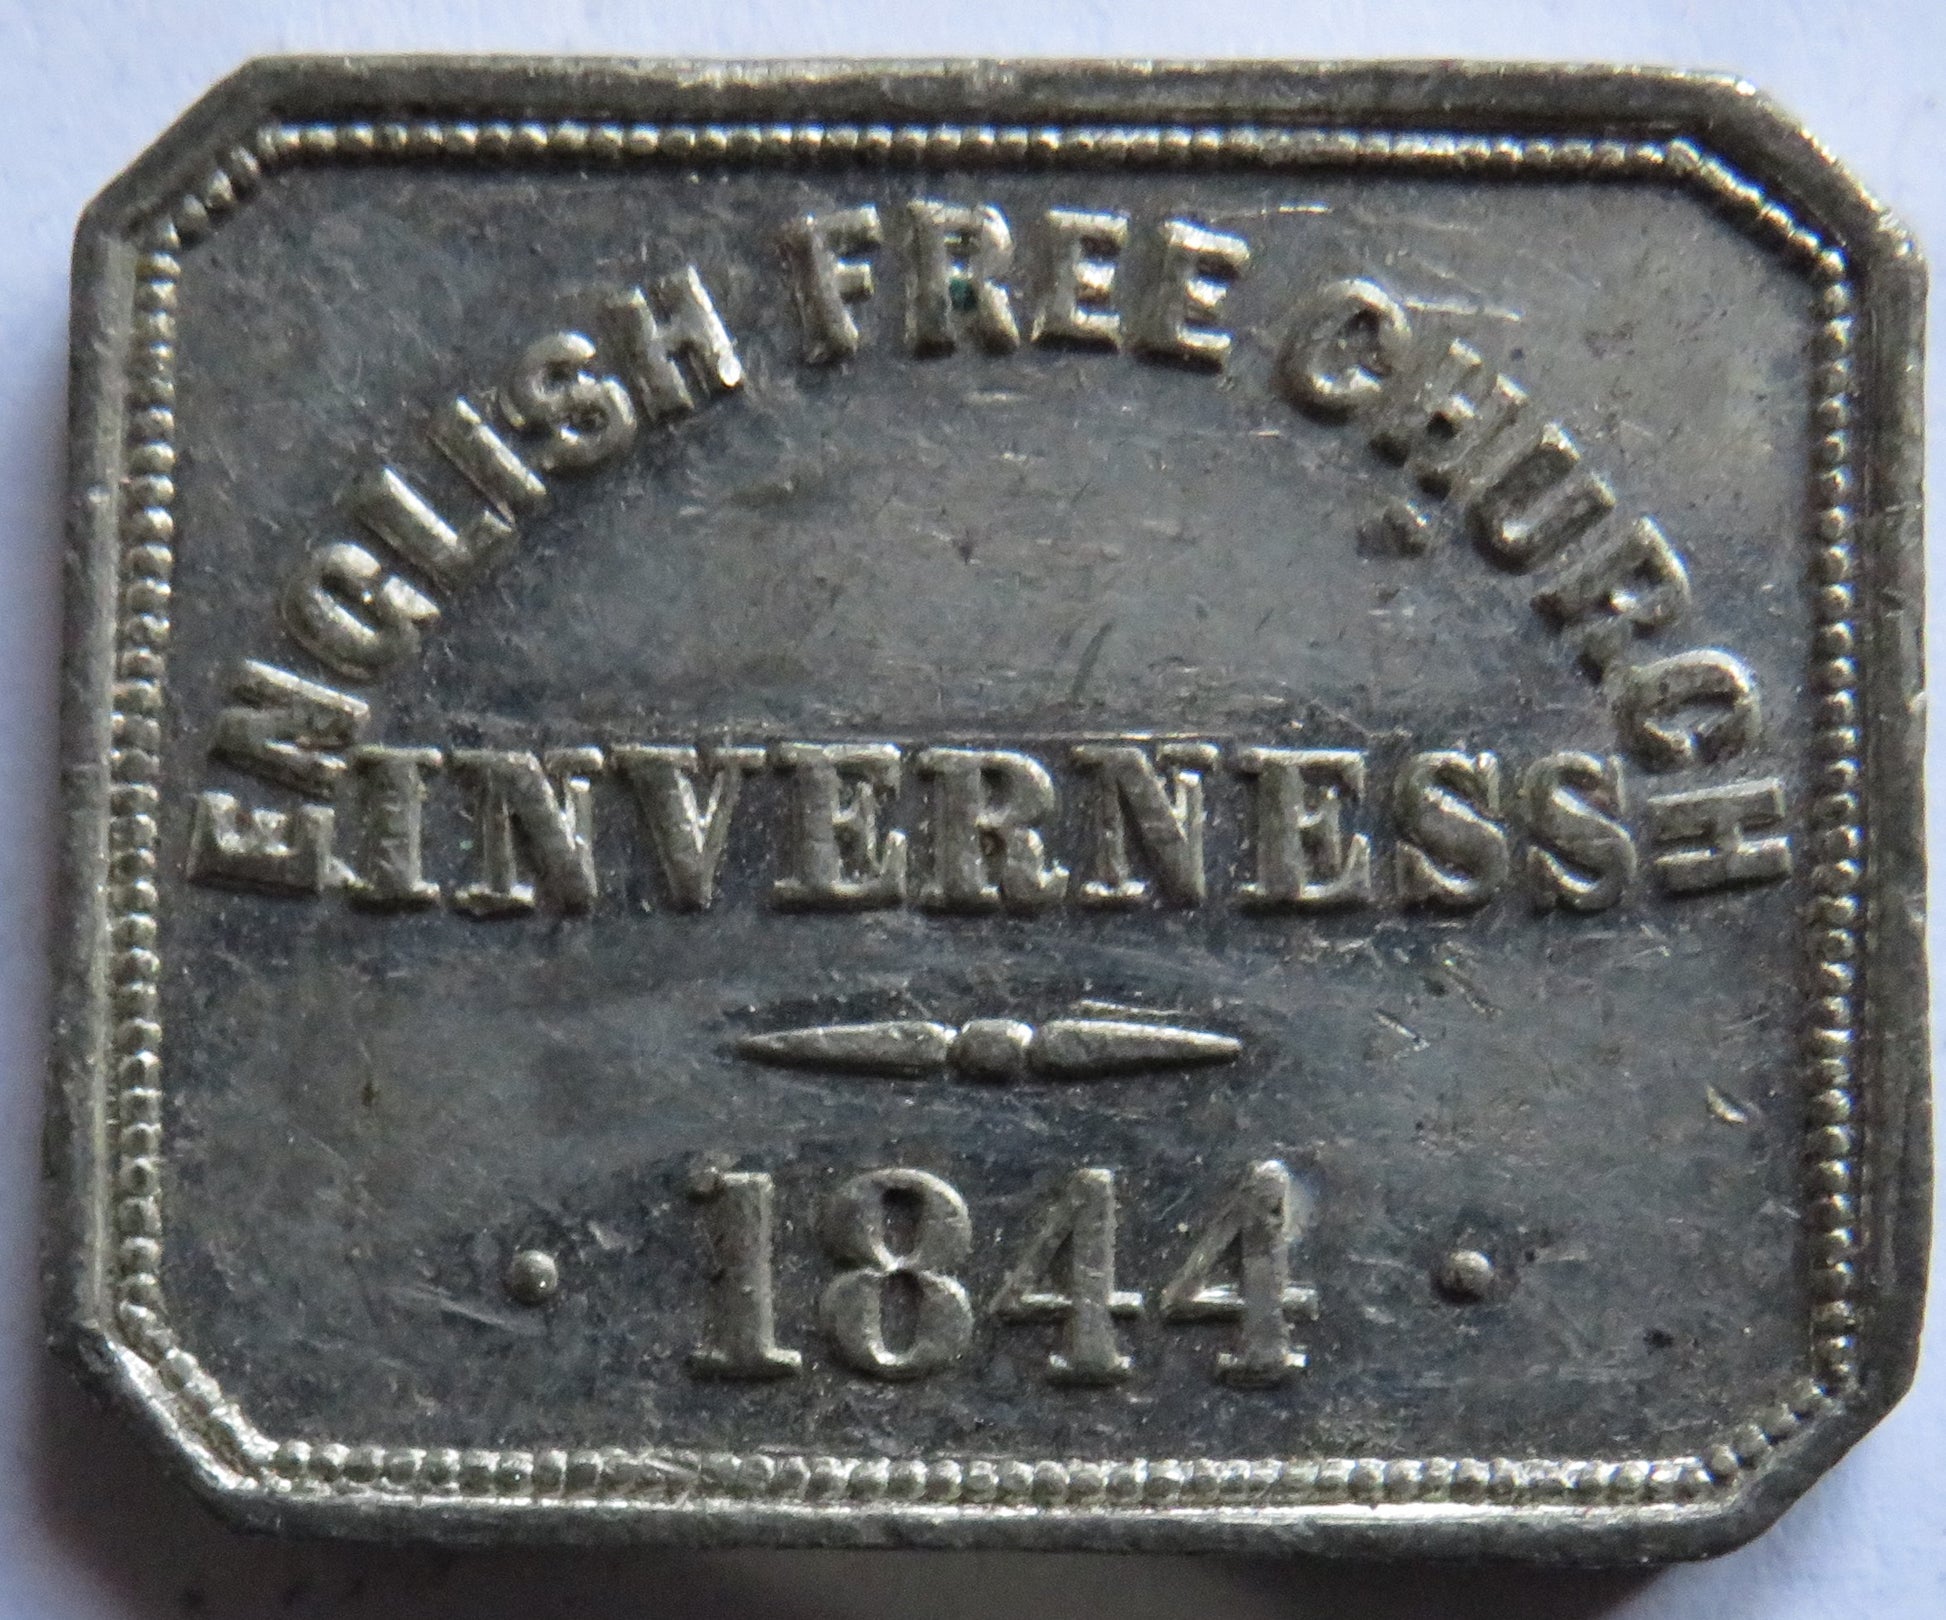 ENGLISH FREE CHURCH
INVERNESS
· 1844 ·